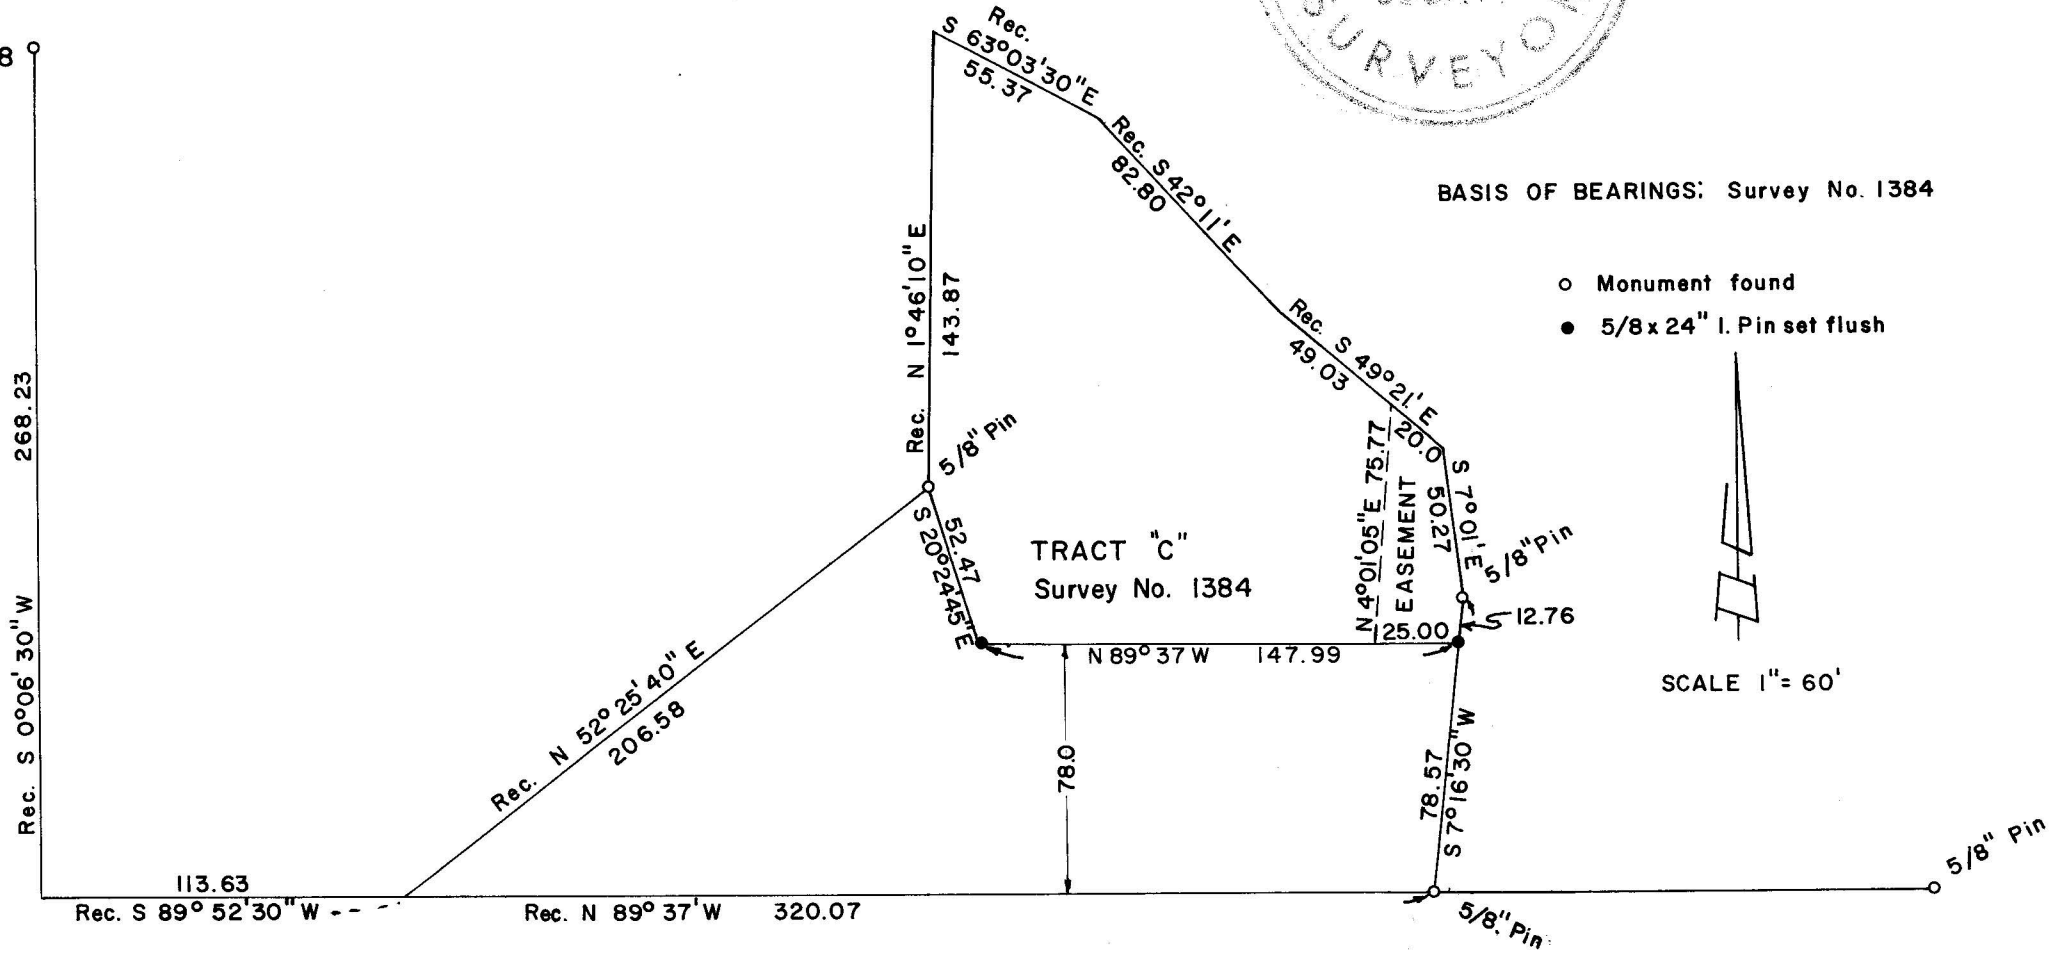 8
SURVEYO
Rec.
S 63°03'30"E
55.37
Rec. S 42°11' E
82.80
BASIS OF BEARINGS: Survey No. 1384
Monument found
5/8 x 24" I. Pin set flush
Rec. N 1°46'10" E
143.87
Rec. S 49°21.' E
49.03
20.0
268.23
Rec. S 0°06'30" W
5/8" Pin
N 4°01'05"E 75.77
EASEMENT
S 7°01' E
50.27
5/8" Pin
52.47
S 20°24'45"E
TRACT "C"
Survey No. 1384
12.76
25.00
N 89°37 W 147.99
SCALE 1"= 60'
Rec. N 52°25'40" E
206.58
78.0
78.57
S 7°16'30"W
5/8" Pin
113.63
Rec. S 89°52'30" W
Rec. N 89°37'W 320.07
5/8". Pin